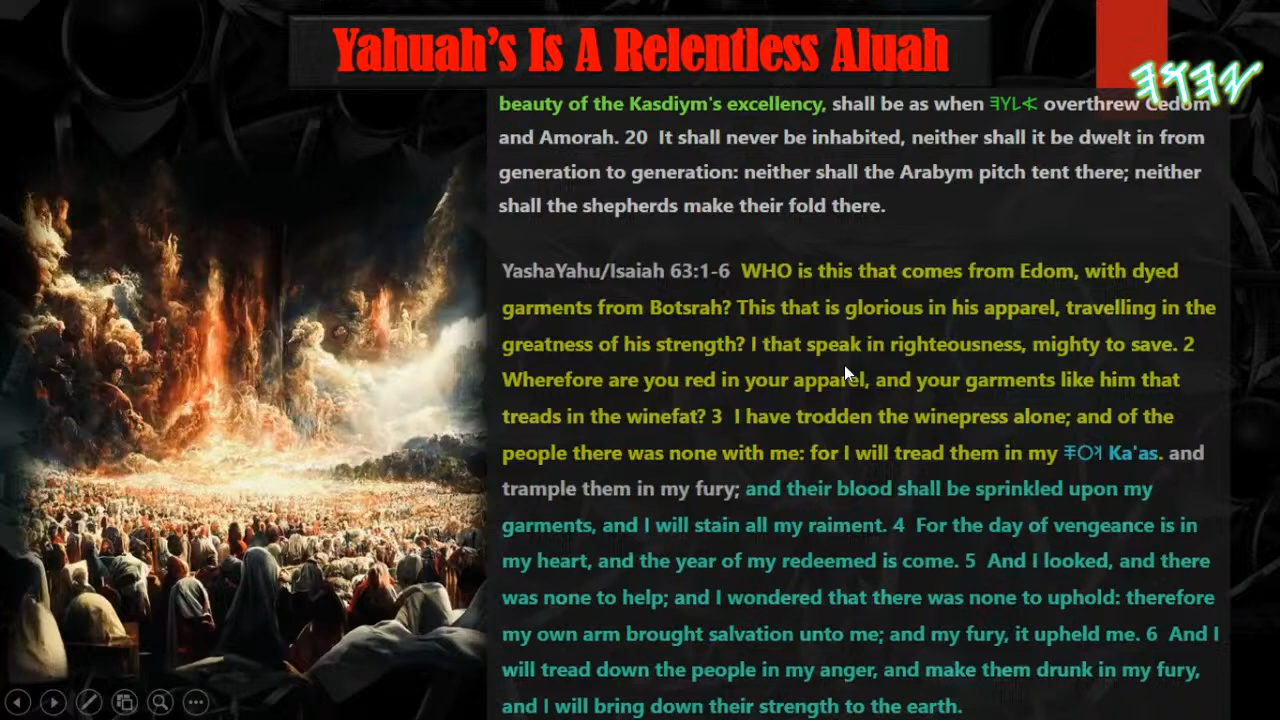 Yahuah's Is A Relentless Aluah
𐤉𐤄𐤅𐤄
beauty of the Kasdiym's excellency, shall be as when 𐤀𐤋𐤅𐤄 overthrew Cedom
and Amorah. 20 It shall never be inhabited, neither shall it be dwelt in from
generation to generation: neither shall the Arabym pitch tent there; neither
shall the shepherds make their fold there.
YashaYahu/Isaiah 63:1-6 WHO is this that comes from Edom, with dyed
garments from Botsrah? This that is glorious in his apparel, travelling in the
greatness of his strength? I that speak in righteousness, mighty to save. 2
Wherefore are you red in your apparel, and your garments like him that
treads in the winefat? 3 I have trodden the winepress alone; and of the
people there was none with me: for I will tread them in my 𐤊𐤏𐤎 Ka'as. and
trample them in my fury; and their blood shall be sprinkled upon my
garments, and I will stain all my raiment. 4 For the day of vengeance is in
my heart, and the year of my redeemed is come. 5 And I looked, and there
was none to help; and I wondered that there was none to uphold: therefore
my own arm brought salvation unto me; and my fury, it upheld me. 6 And I
will tread down the people in my anger, and make them drunk in my fury,
and I will bring down their strength to the earth.